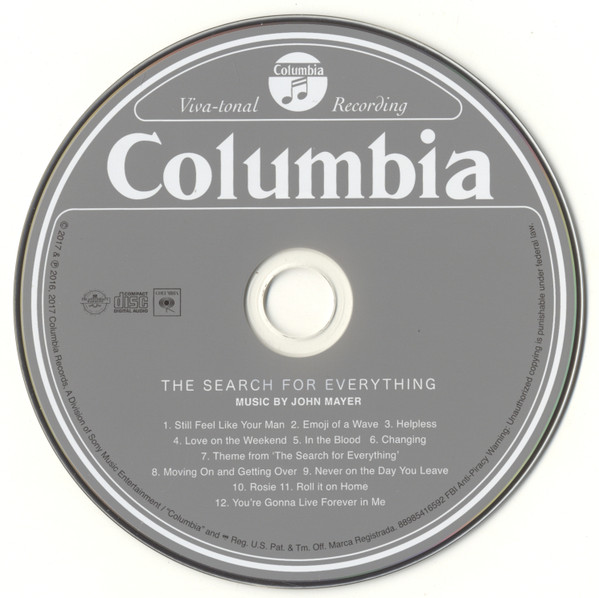 Columbia
Viva-tonal Recording
Columbia
COMPACT
disc
DIGITAL AUDIO
THE SEARCH FOR EVERYTHING
MUSIC BY JOHN MAYER
1. Still Feel Like Your Man 2. Emoji of a Wave 3. Helpless
4. Love on the Weekend 5. In the Blood 6. Changing
7. Theme from ‘The Search for Everything’
8. Moving On and Getting Over 9. Never on the Day You Leave
10. Rosie 11. Roll it on Home
12. You’re Gonna Live Forever in Me
© 2017 & ℗ 2016, 2017 Columbia Records, A Division of Sony Music Entertainment / "Columbia" and Reg. U.S. Pat. & Tm. Off. Marca Registrada. 88985416592 FBI Anti-Piracy Warning: Unauthorized copying is punishable under federal law.